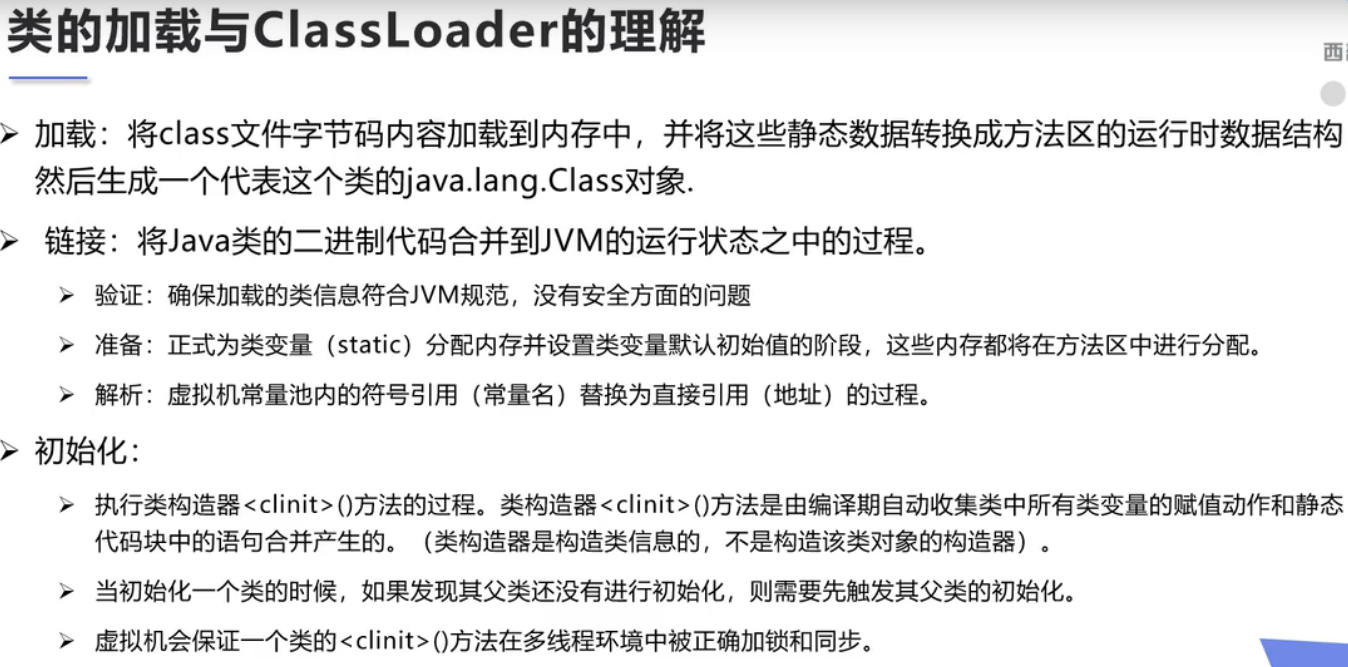 类的加载与ClassLoader的理解
西
加载：将class文件字节码内容加载到内存中，并将这些静态数据转换成方法区的运行时数据结构
然后生成一个代表这个类的java.lang.Class对象.
链接：将Java类的二进制代码合并到JVM的运行状态之中的过程。
验证：确保加载的类信息符合JVM规范，没有安全方面的问题
准备：正式为类变量（static）分配内存并设置类变量默认初始值的阶段，这些内存都将在方法区中进行分配。
解析：虚拟机常量池内的符号引用（常量名）替换为直接引用（地址）的过程。
初始化：
执行类构造器<clinit>()方法的过程。类构造器<clinit>()方法是由编译期自动收集类中所有类变量的赋值动作和静态
代码块中的语句合并产生的。（类构造器是构造类信息的，不是构造该类对象的构造器）。
当初始化一个类的时候，如果发现其父类还没有进行初始化，则需要先触发其父类的初始化。
虚拟机会保证一个类的<clinit>()方法在多线程环境中被正确加锁和同步。